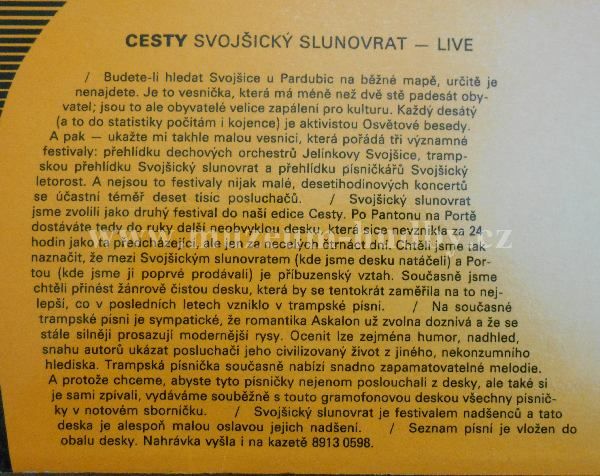 CESTY SVOJŠICKÝ SLUNOVRAT — LIVE
/ Budete-li hledat Svojšice u Pardubic na běžné mapě, určitě je
nenajdete. Je to vesnička, která má méně než dvě stě padesát oby-
vatel; jsou to ale obyvatelé velice zapálení pro kulturu. Každý desátý
(a to do statistiky počítám i kojence) je aktivistou Osvětové besedy.
A pak — ukažte mi takhle malou vesnici, která pořádá tři významné
festivaly: přehlídku dechových orchestrů Jelínkovy Svojšice, tramp-
skou přehlídku Svojšický slunovrat a přehlídku písničkářů Svojšický
letorost. A nejsou to festivaly nijak malé, desetihodinových koncertů
se účastní téměř deset tisíc posluchačů. / Svojšický slunovrat
jsme zvolili jako druhý festival do naší edice Cesty. Po Pantonu na Portě
dostáváte tedy do ruky další neobvyklou desku, která sice nevznikla za 24
hodin jako ta předcházející, ale jen za necelých čtrnáct dní. Chtěli jsme tak
naznačit, že mezi Svojšickým slunovratem (kde jsme desku natáčeli) a Por-
tou (kde jsme ji poprvé prodávali) je příbuzenský vztah. Současně jsme
chtěli přinést žánrově čistou desku, která by se tentokrát zaměřila na to nej-
lepší, co v posledních letech vzniklo v trampské písni. / Na současné
trampské písni je sympatické, že romantika Askalon už zvolna doznívá a že se
stále silněji prosazují modernější rysy. Ocenit lze zejména humor, nadhled,
snahu autorů ukázat posluchači jeho civilizovaný život z jiného, nekonzumního
hlediska. Trampská písnička současně nabízí snadno zapamatovatelné melodie.
A protože chceme, abyste tyto písničky nejenom poslouchali z desky, ale také si
je sami zpívali, vydáváme souběžně s touto gramofonovou deskou všechny písnič-
ky v notovém sborníčku. / Svojšický slunovrat je festivalem nadšenců a tato
deska je alespoň malou oslavou jejich nadšení. / Seznam písní je vložen do
obalu desky. Nahrávka vyšla i na kazetě 8913 0598.